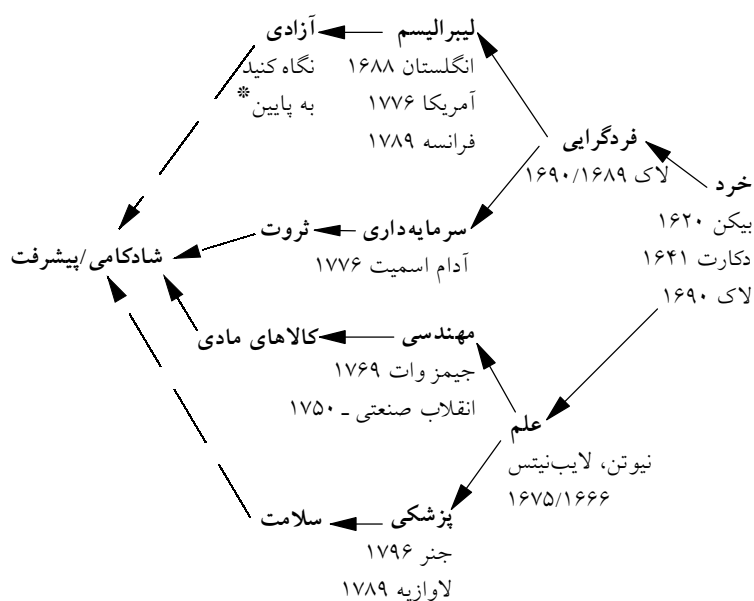 خرد
بیکن ۱۶۲۰
دکارت ۱۶۴۱
لاک ۱۶۹۰
فردگرایی
لاک ۱۶۹۰/۱۶۸۹
لیبرالیسم
انگلستان ۱۶۸۸
آمریکا ۱۷۷۶
فرانسه ۱۷۸۹
آزادی
نگاه کنید
به پایین*
سرمایه‌داری
آدام اسمیت ۱۷۷۶
ثروت
علم
نیوتن، لایب‌نیتس
۱۶۷۵/۱۶۶۶
مهندسی
جیمز وات ۱۷۶۹
انقلاب صنعتی ـ ۱۷۵۰
کالاهای مادی
پزشکی
جنر ۱۷۹۶
لاوازیه ۱۷۸۹
سلامت
شادکامی/پیشرفت